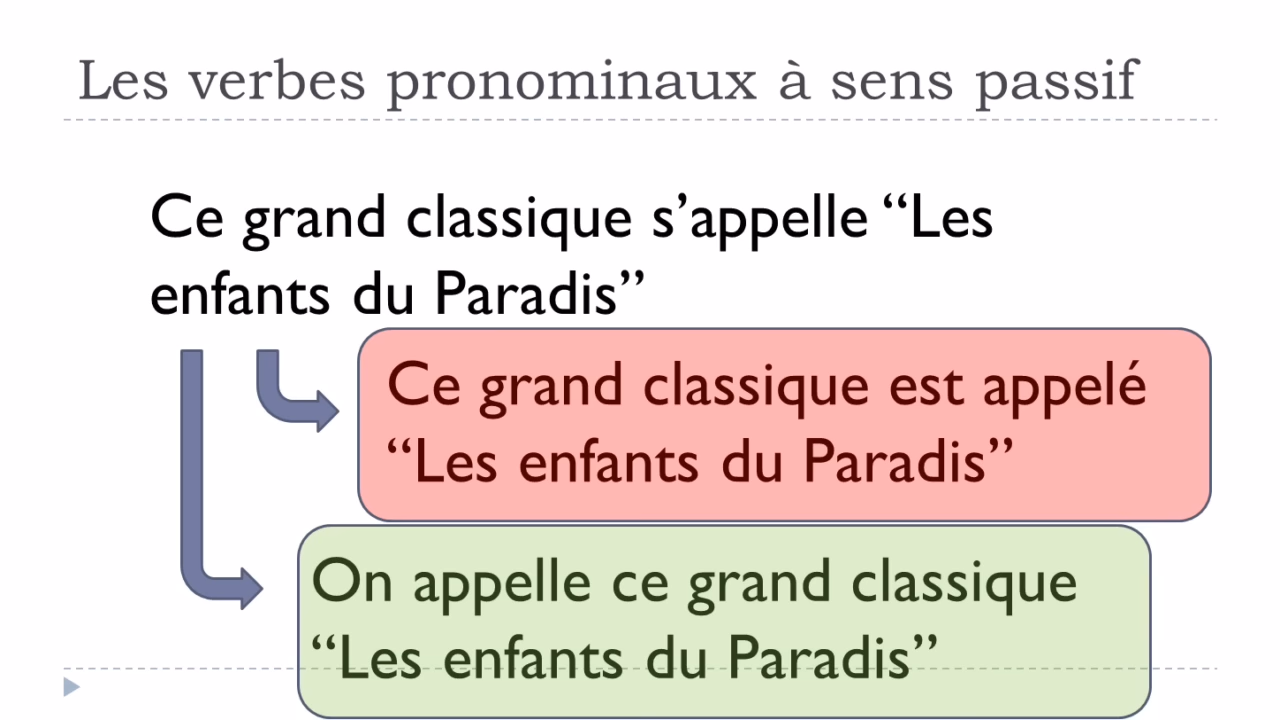 Les verbes pronominaux à sens passif
Ce grand classique s’appelle “Les
enfants du Paradis”
Ce grand classique est appelé
“Les enfants du Paradis”
On appelle ce grand classique
“Les enfants du Paradis”